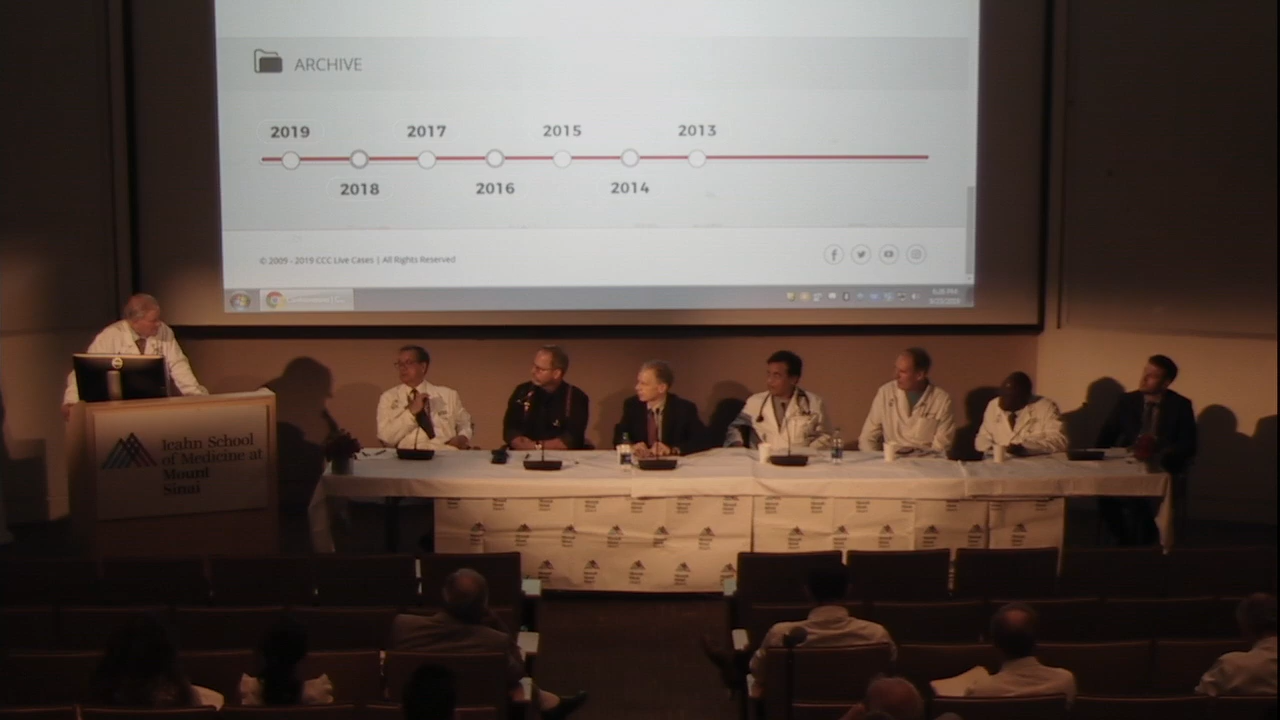 ARCHIVE
2019
2017
2015
2013
2018
2016
2014
© 2009 - 2019 CCC Live Cases | All Rights Reserved
Icahn School
of Medicine at
Mount
Sinai